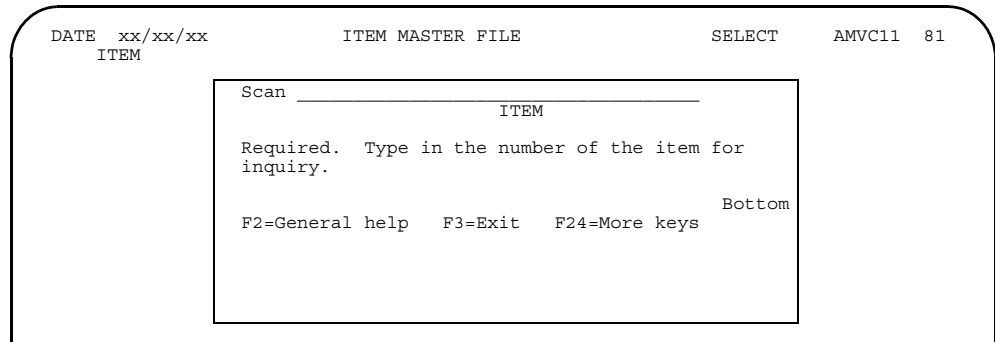 DATE xx/xx/xx ITEM MASTER FILE SELECT AMVC11 81
ITEM
Scan ____________________________________
ITEM
Required. Type in the number of the item for
inquiry.
Bottom
F2=General help F3=Exit F24=More keys